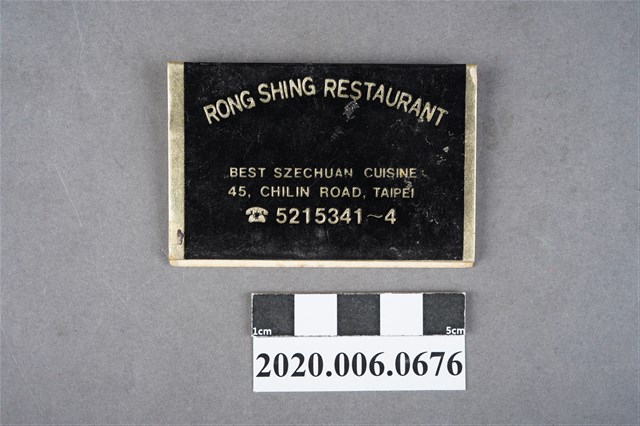 RONG SHING RESTAURANT
BEST SZECHUAN CUISINE
45, CHILIN ROAD, TAIPEI
☎ 5215341~4
1cm 5cm
2020.006.0676